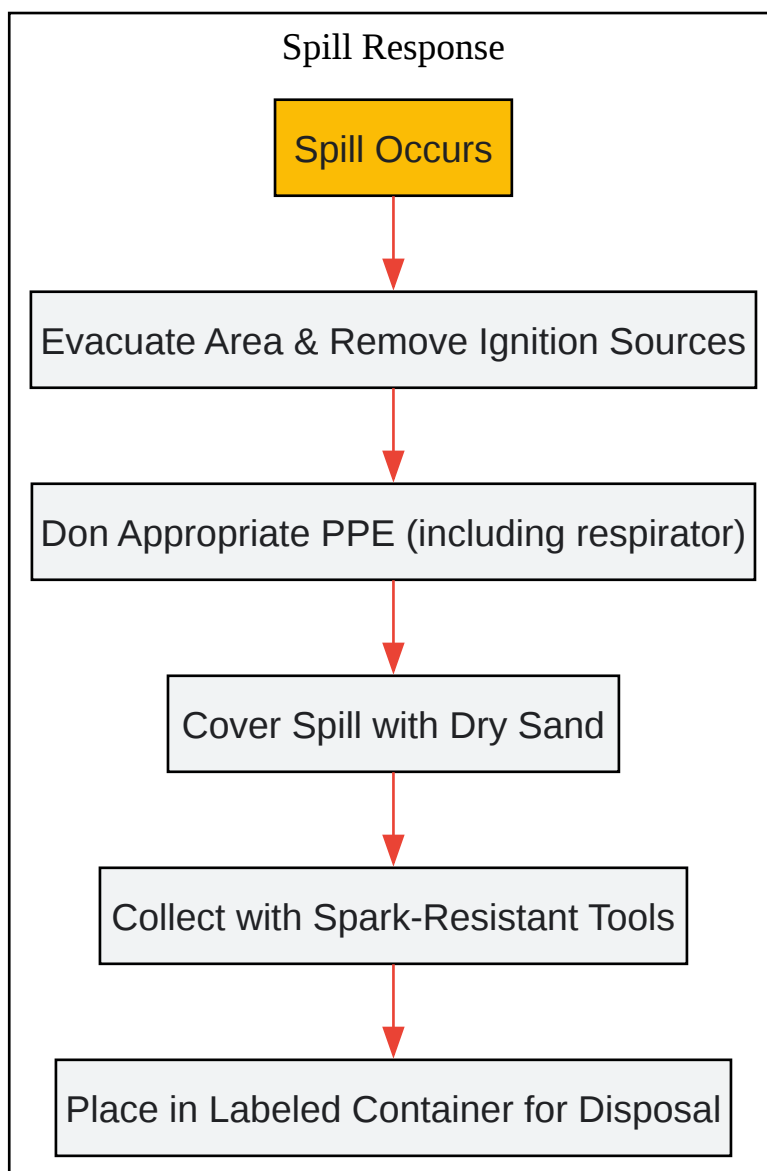 Spill Response
Spill Occurs
Evacuate Area & Remove Ignition Sources
Don Appropriate PPE (including respirator)
Cover Spill with Dry Sand
Collect with Spark-Resistant Tools
Place in Labeled Container for Disposal